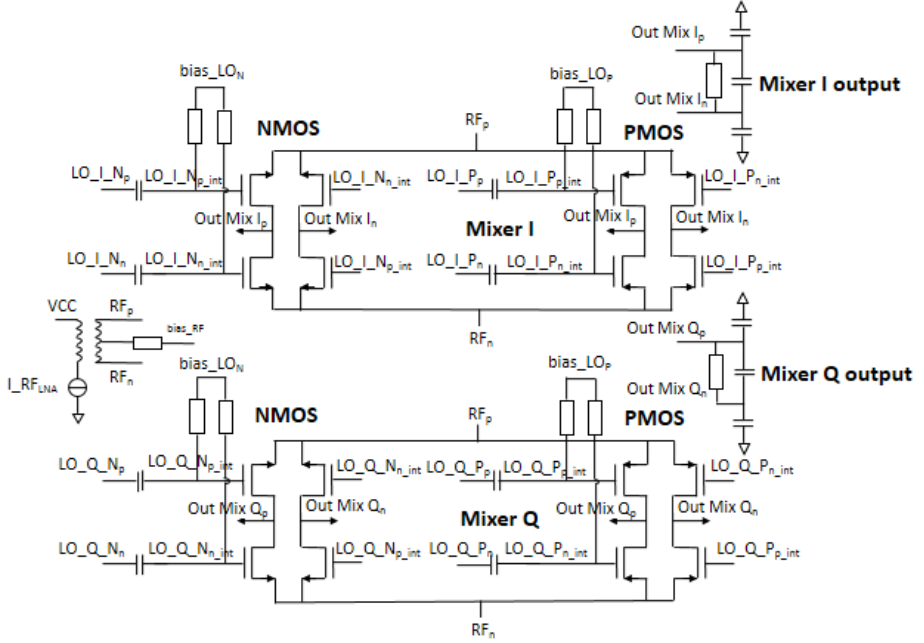 Out Mix Ip
Out Mix In
Mixer I output
bias_LON
bias_LOP
NMOS
RFp
PMOS
LO_I_Np
LO_I_Np_int
LO_I_Nn_int
LO_I_Pp
LO_I_Pp_int
LO_I_Pn_int
Out Mix Ip
Out Mix In
Mixer I
Out Mix Ip
Out Mix In
LO_I_Nn
LO_I_Nn_int
LO_I_Np_int
LO_I_Pn
LO_I_Pn_int
LO_I_Pp_int
VCC
RFp
bias_RF
RFn
I_RFLNA
RFn
Out Mix Qp
Out Mix Qn
Mixer Q output
bias_LON
bias_LOP
NMOS
RFp
PMOS
LO_Q_Np
LO_Q_Np_int
LO_Q_Nn_int
LO_Q_Pp
LO_Q_Pp_int
LO_Q_Pn_int
Out Mix Qp
Out Mix Qn
Mixer Q
Out Mix Qp
Out Mix Qn
LO_Q_Nn
LO_Q_Nn_int
LO_Q_Np_int
LO_Q_Pn
LO_Q_Pn_int
LO_Q_Pp_int
RFn